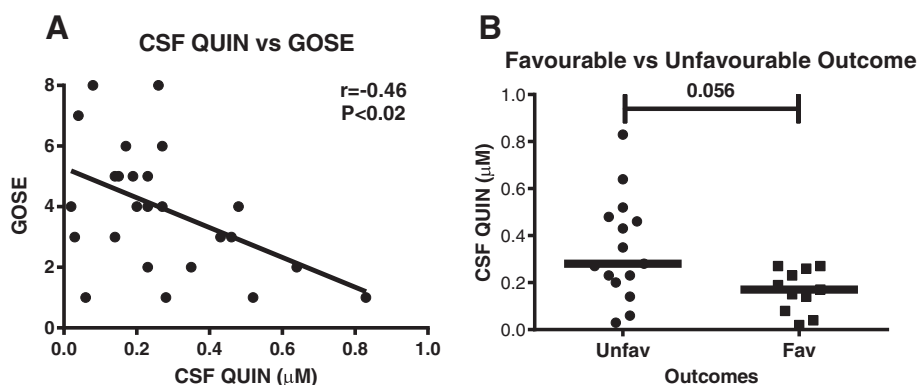 A
CSF QUIN vs GOSE
r=-0.46
P<0.02
8
6
4
2
0
GOSE
0.0 0.2 0.4 0.6 0.8 1.0
CSF QUIN (μM)
B
Favourable vs Unfavourable Outcome
0.056
1.0
0.8
0.6
0.4
0.2
0.0
CSF QUIN (μM)
Unfav Fav
Outcomes